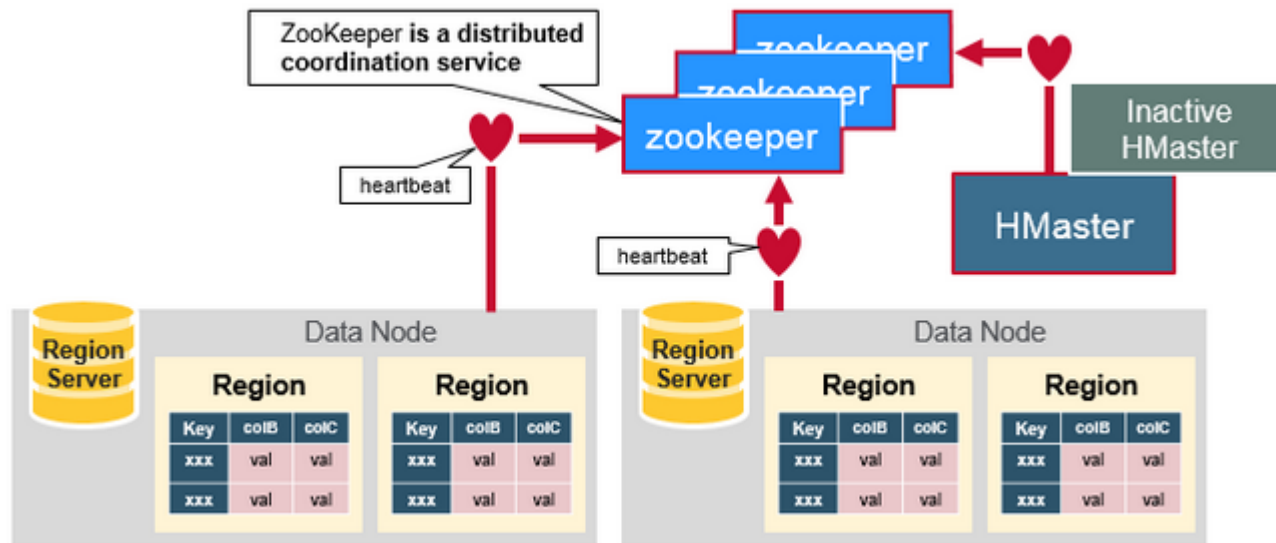 ZooKeeper is a distributed
coordination service
zookeeper
zookeeper
zookeeper
Inactive
HMaster
HMaster
heartbeat
heartbeat
Region
Server
Data Node
Region
Key colB colC
xxx val val
xxx val val
Region
Key colB colC
xxx val val
xxx val val
Region
Server
Data Node
Region
Key colB colC
xxx val val
xxx val val
Region
Key colB colC
xxx val val
xxx val val